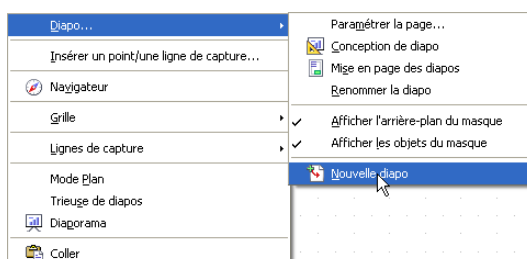 Diapo...
Insérer un point/une ligne de capture...
Navigateur
Grille
Lignes de capture
Mode Plan
Trieuse de diapos
Diaporama
Coller
Paramétrer la page...
Conception de diapo
Mise en page des diapos
Renommer la diapo
Afficher l'arrière-plan du masque
Afficher les objets du masque
Nouvelle diapo